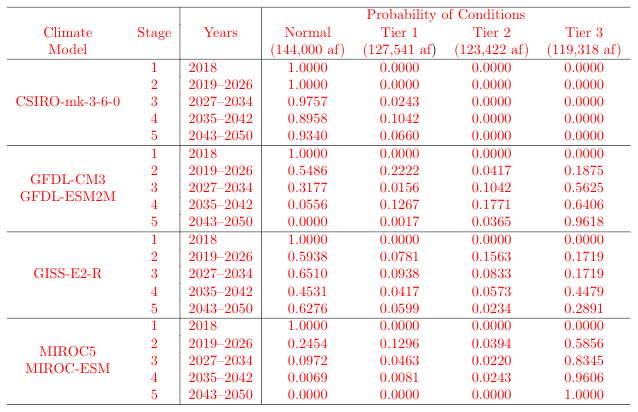 Probability of Conditions
Climate Stage Years Normal Tier 1 Tier 2 Tier 3
Model (144,000 af) (127,541 af) (123,422 af) (119,318 af)
1 2018 1.0000 0.0000 0.0000 0.0000
2 2019–2026 1.0000 0.0000 0.0000 0.0000
CSIRO-mk-3-6-0 3 2027–2034 0.9757 0.0243 0.0000 0.0000
4 2035–2042 0.8958 0.1042 0.0000 0.0000
5 2043–2050 0.9340 0.0660 0.0000 0.0000
1 2018 1.0000 0.0000 0.0000 0.0000
GFDL-CM3 2 2019–2026 0.5486 0.2222 0.0417 0.1875
GFDL-ESM2M 3 2027–2034 0.3177 0.0156 0.1042 0.5625
4 2035–2042 0.0556 0.1267 0.1771 0.6406
5 2043–2050 0.0000 0.0017 0.0365 0.9618
1 2018 1.0000 0.0000 0.0000 0.0000
2 2019–2026 0.5938 0.0781 0.1563 0.1719
GISS-E2-R 3 2027–2034 0.6510 0.0938 0.0833 0.1719
4 2035–2042 0.4531 0.0417 0.0573 0.4479
5 2043–2050 0.6276 0.0599 0.0234 0.2891
1 2018 1.0000 0.0000 0.0000 0.0000
MIROC5 2 2019–2026 0.2454 0.1296 0.0394 0.5856
MIROC-ESM 3 2027–2034 0.0972 0.0463 0.0220 0.8345
4 2035–2042 0.0069 0.0081 0.0243 0.9606
5 2043–2050 0.0000 0.0000 0.0000 1.0000